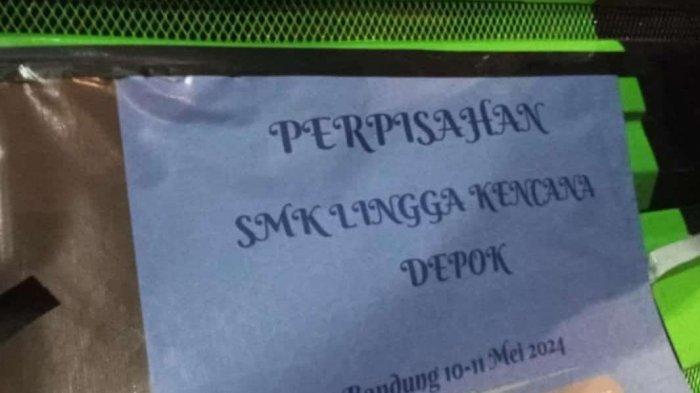 PERPISAHAN
SMK LINGGA KENCANA
DEPOK
Bandung 10-11 Mei 2024